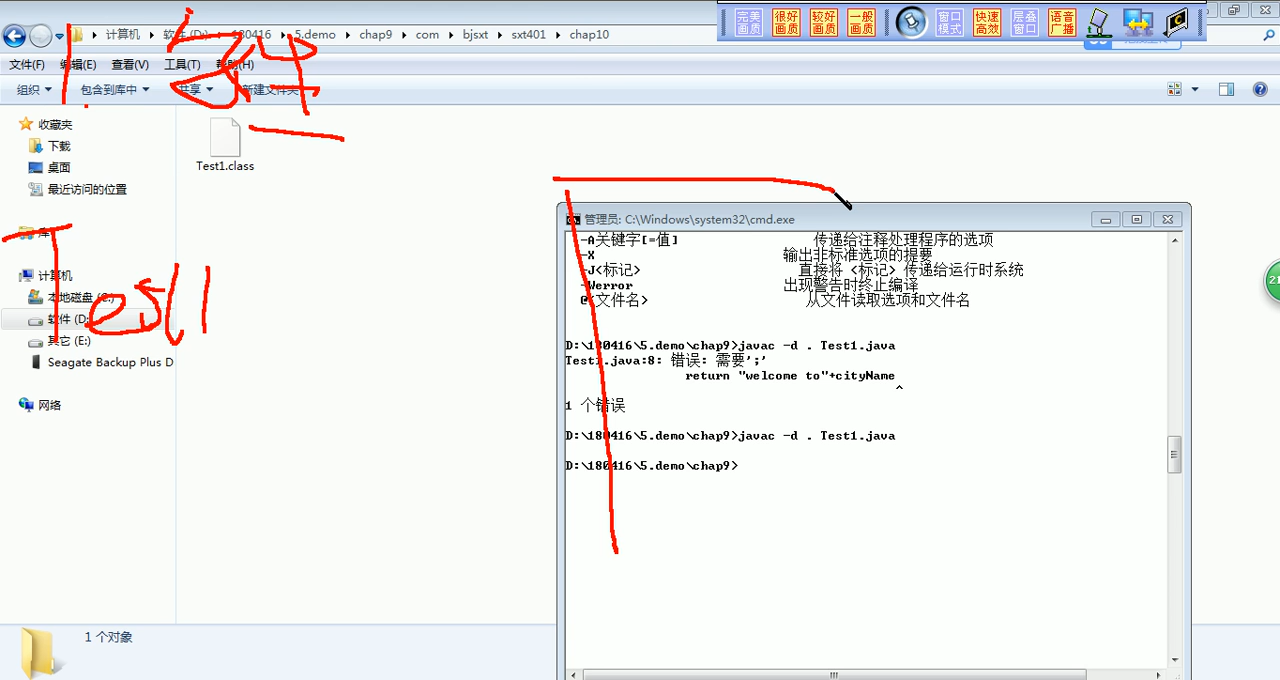 完美画质 很好画质 较好画质 一般画质 窗口模式 快速高效 层叠窗口 语音广播
计算机 软件 (D:) 180416 5.demo chap9 com bjsxt sxt401 chap10
文件(F) 编辑(E) 查看(V) 工具(T) 帮助(H)
组织 包含到库中 共享 新建文件夹
收藏夹
下载
桌面
最近访问的位置
库
计算机
本地磁盘 (C:)
软件 (D:
其它 (E:)
Seagate Backup Plus D
网络
Test1.class
Test1
管理员: C:\Windows\system32\cmd.exe
-A关键字[=值] 传递给注释处理程序的选项
-X 输出非标准选项的提要
-J<标记> 直接将 <标记> 传递给运行时系统
-Werror 出现警告时终止编译
@<文件名> 从文件读取选项和文件名
D:\180416\5.demo\chap9>javac -d . Test1.java
Test1.java:8: 错误: 需要';'
return "welcome to"+cityName
^
1 个错误
D:\180416\5.demo\chap9>javac -d . Test1.java
D:\180416\5.demo\chap9>
1 个对象
21